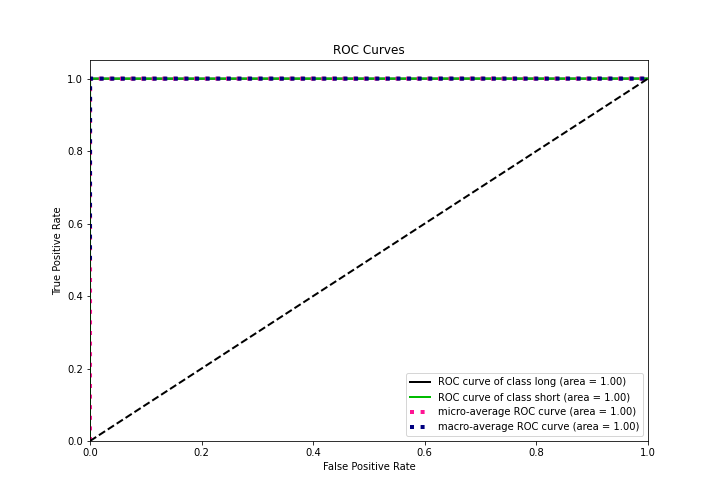 ROC Curves
1.0
0.8
0.6
0.4
0.2
0.0
True Positive Rate
0.0 0.2 0.4 0.6 0.8 1.0
False Positive Rate
ROC curve of class long (area = 1.00)
ROC curve of class short (area = 1.00)
micro-average ROC curve (area = 1.00)
macro-average ROC curve (area = 1.00)